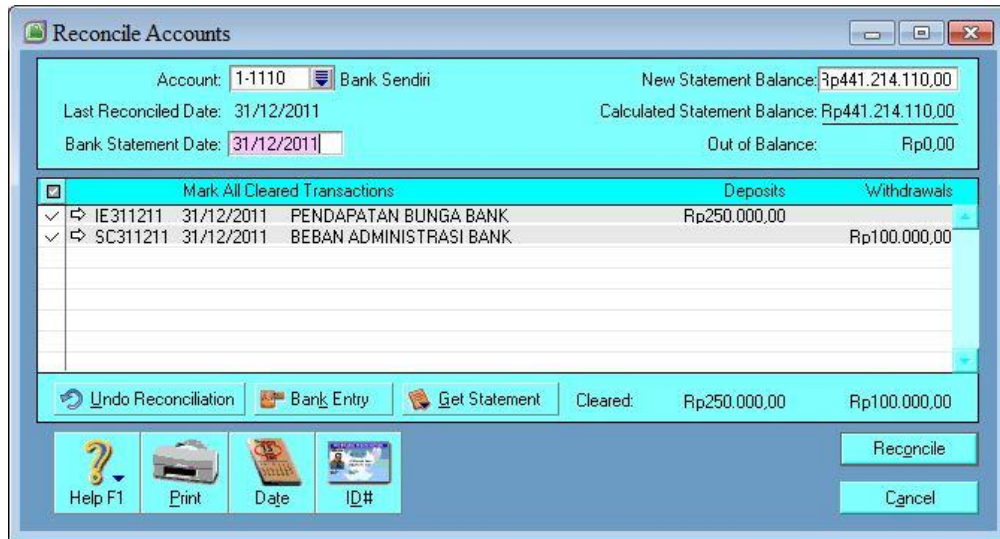 Reconcile Accounts
Account: 1-1110 Bank Sendiri New Statement Balance: Rp441.214.110,00
Last Reconciled Date: 31/12/2011 Calculated Statement Balance: Rp441.214.110,00
Bank Statement Date: 31/12/2011 Out of Balance: Rp0,00
Mark All Cleared Transactions Deposits Withdrawals
IE311211 31/12/2011 PENDAPATAN BUNGA BANK Rp250.000,00
SC311211 31/12/2011 BEBAN ADMINISTRASI BANK Rp100.000,00
Undo Reconciliation Bank Entry Get Statement Cleared: Rp250.000,00 Rp100.000,00
Reconcile
Help F1 Print Date ID#
Cancel